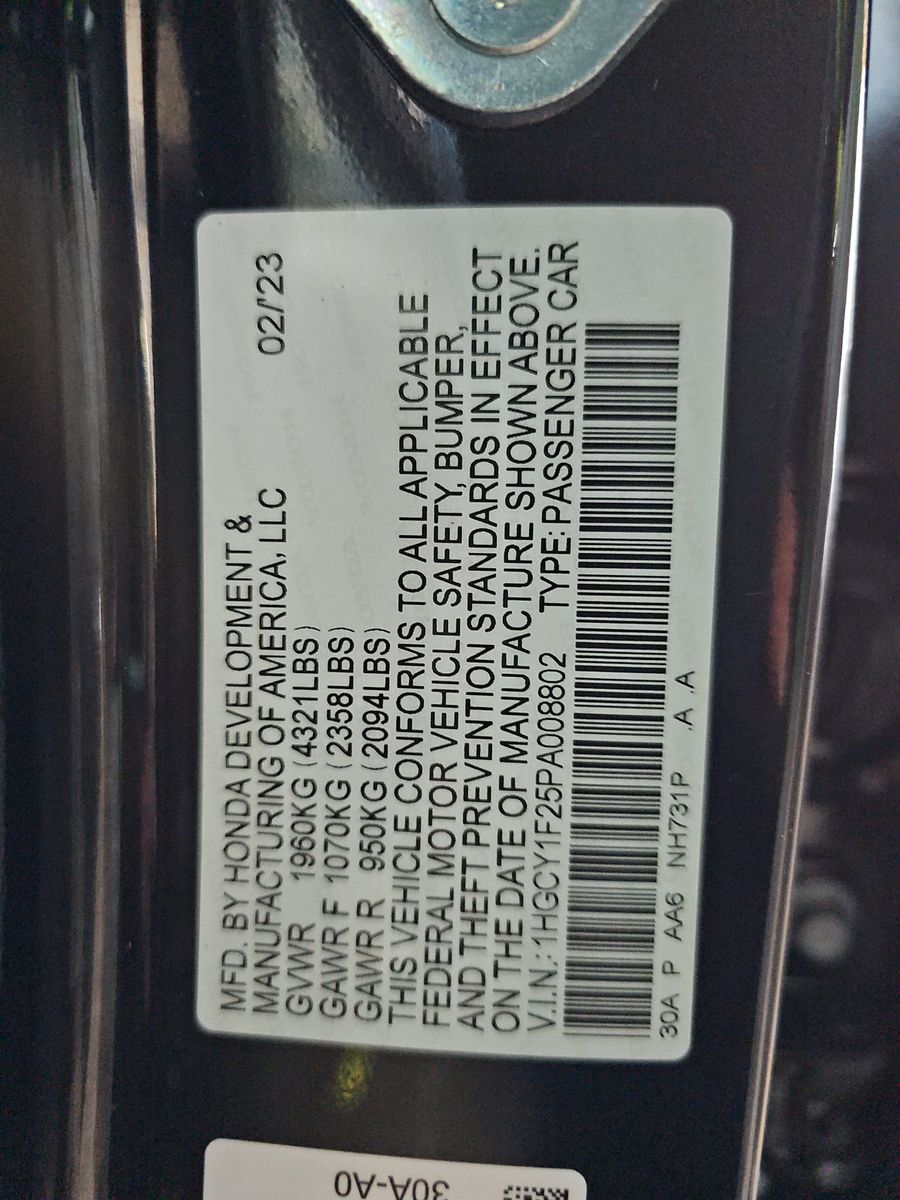 MFD. BY HONDA DEVELOPMENT &
MANUFACTURING OF AMERICA, LLC 02/'23
GVWR 1960KG (4321LBS)
GAWR F 1070KG (2358LBS)
GAWR R 950KG (2094LBS)
THIS VEHICLE CONFORMS TO ALL APPLICABLE
FEDERAL MOTOR VEHICLE SAFETY, BUMPER,
AND THEFT PREVENTION STANDARDS IN EFFECT
ON THE DATE OF MANUFACTURE SHOWN ABOVE.
V.I.N.: 1HGCY1F25PA008802 TYPE: PASSENGER CAR
30A P AA6 NH731P .A .A
30A-A0